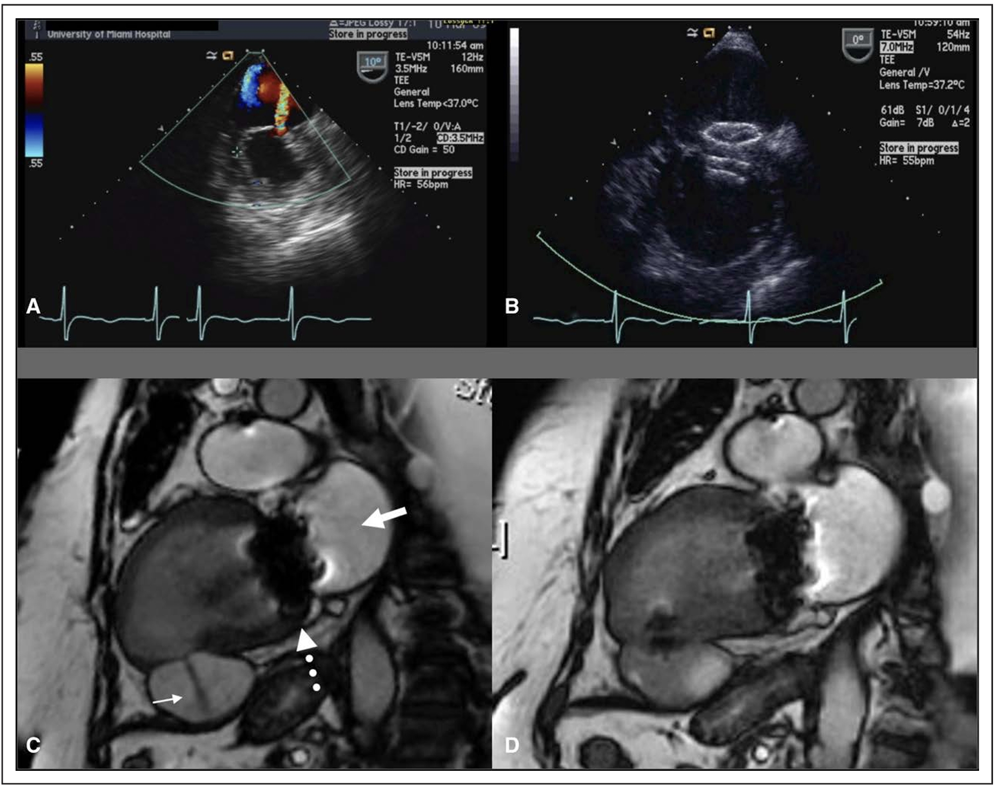 University of Miami Hospital
△=JPEG Lossy 17:1
Store in progress
10:11:54 am
TE-V5M 12Hz
3.5MHz 160mm
TEE
General
Lens Temp<37.0°C
T1/-2/ 0/V:A
1/2 CD:3.5MHz
CD Gain = 50
Store in progress
HR= 56bpm
.55
.55
10°
A
10:59:10 am
TE-V5M 54Hz
7.0MHz 120mm
TEE
General /V
Lens Temp=37.2°C
61dB S1/ 0/1/4
Gain= 7dB △=2
Store in progress
HR= 55bpm
0°
B
C
D